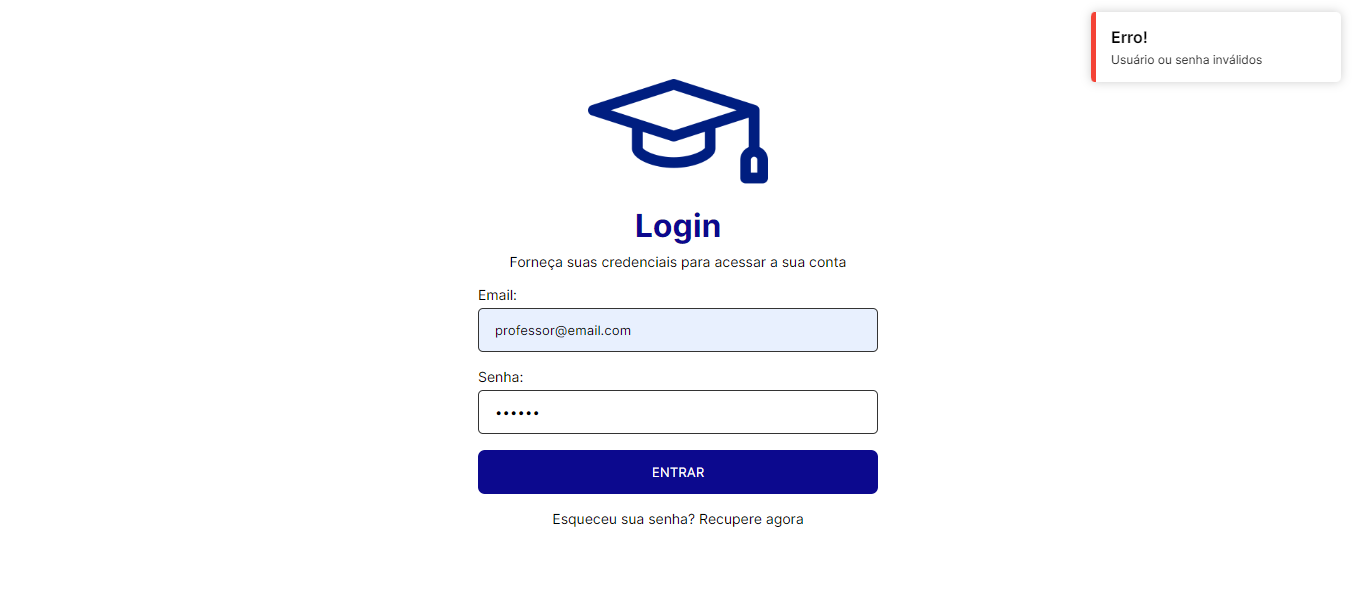 Erro!
Usuário ou senha inválidos
Login
Forneça suas credenciais para acessar a sua conta
Email:
professor@email.com
Senha:
••••••
ENTRAR
Esqueceu sua senha? Recupere agora